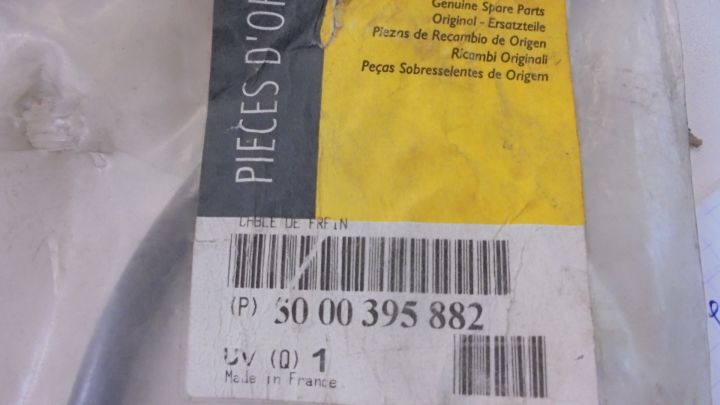 PIÈCES D'OR
Genuine Spare Parts
Original - Ersatzteile
Piezas de Recambio de Origen
Ricambi Originali
Peças Sobresselentes de Origem
CABLE DE FREIN
(P) 60 00 395 882
UV (Q) 1
Made in France